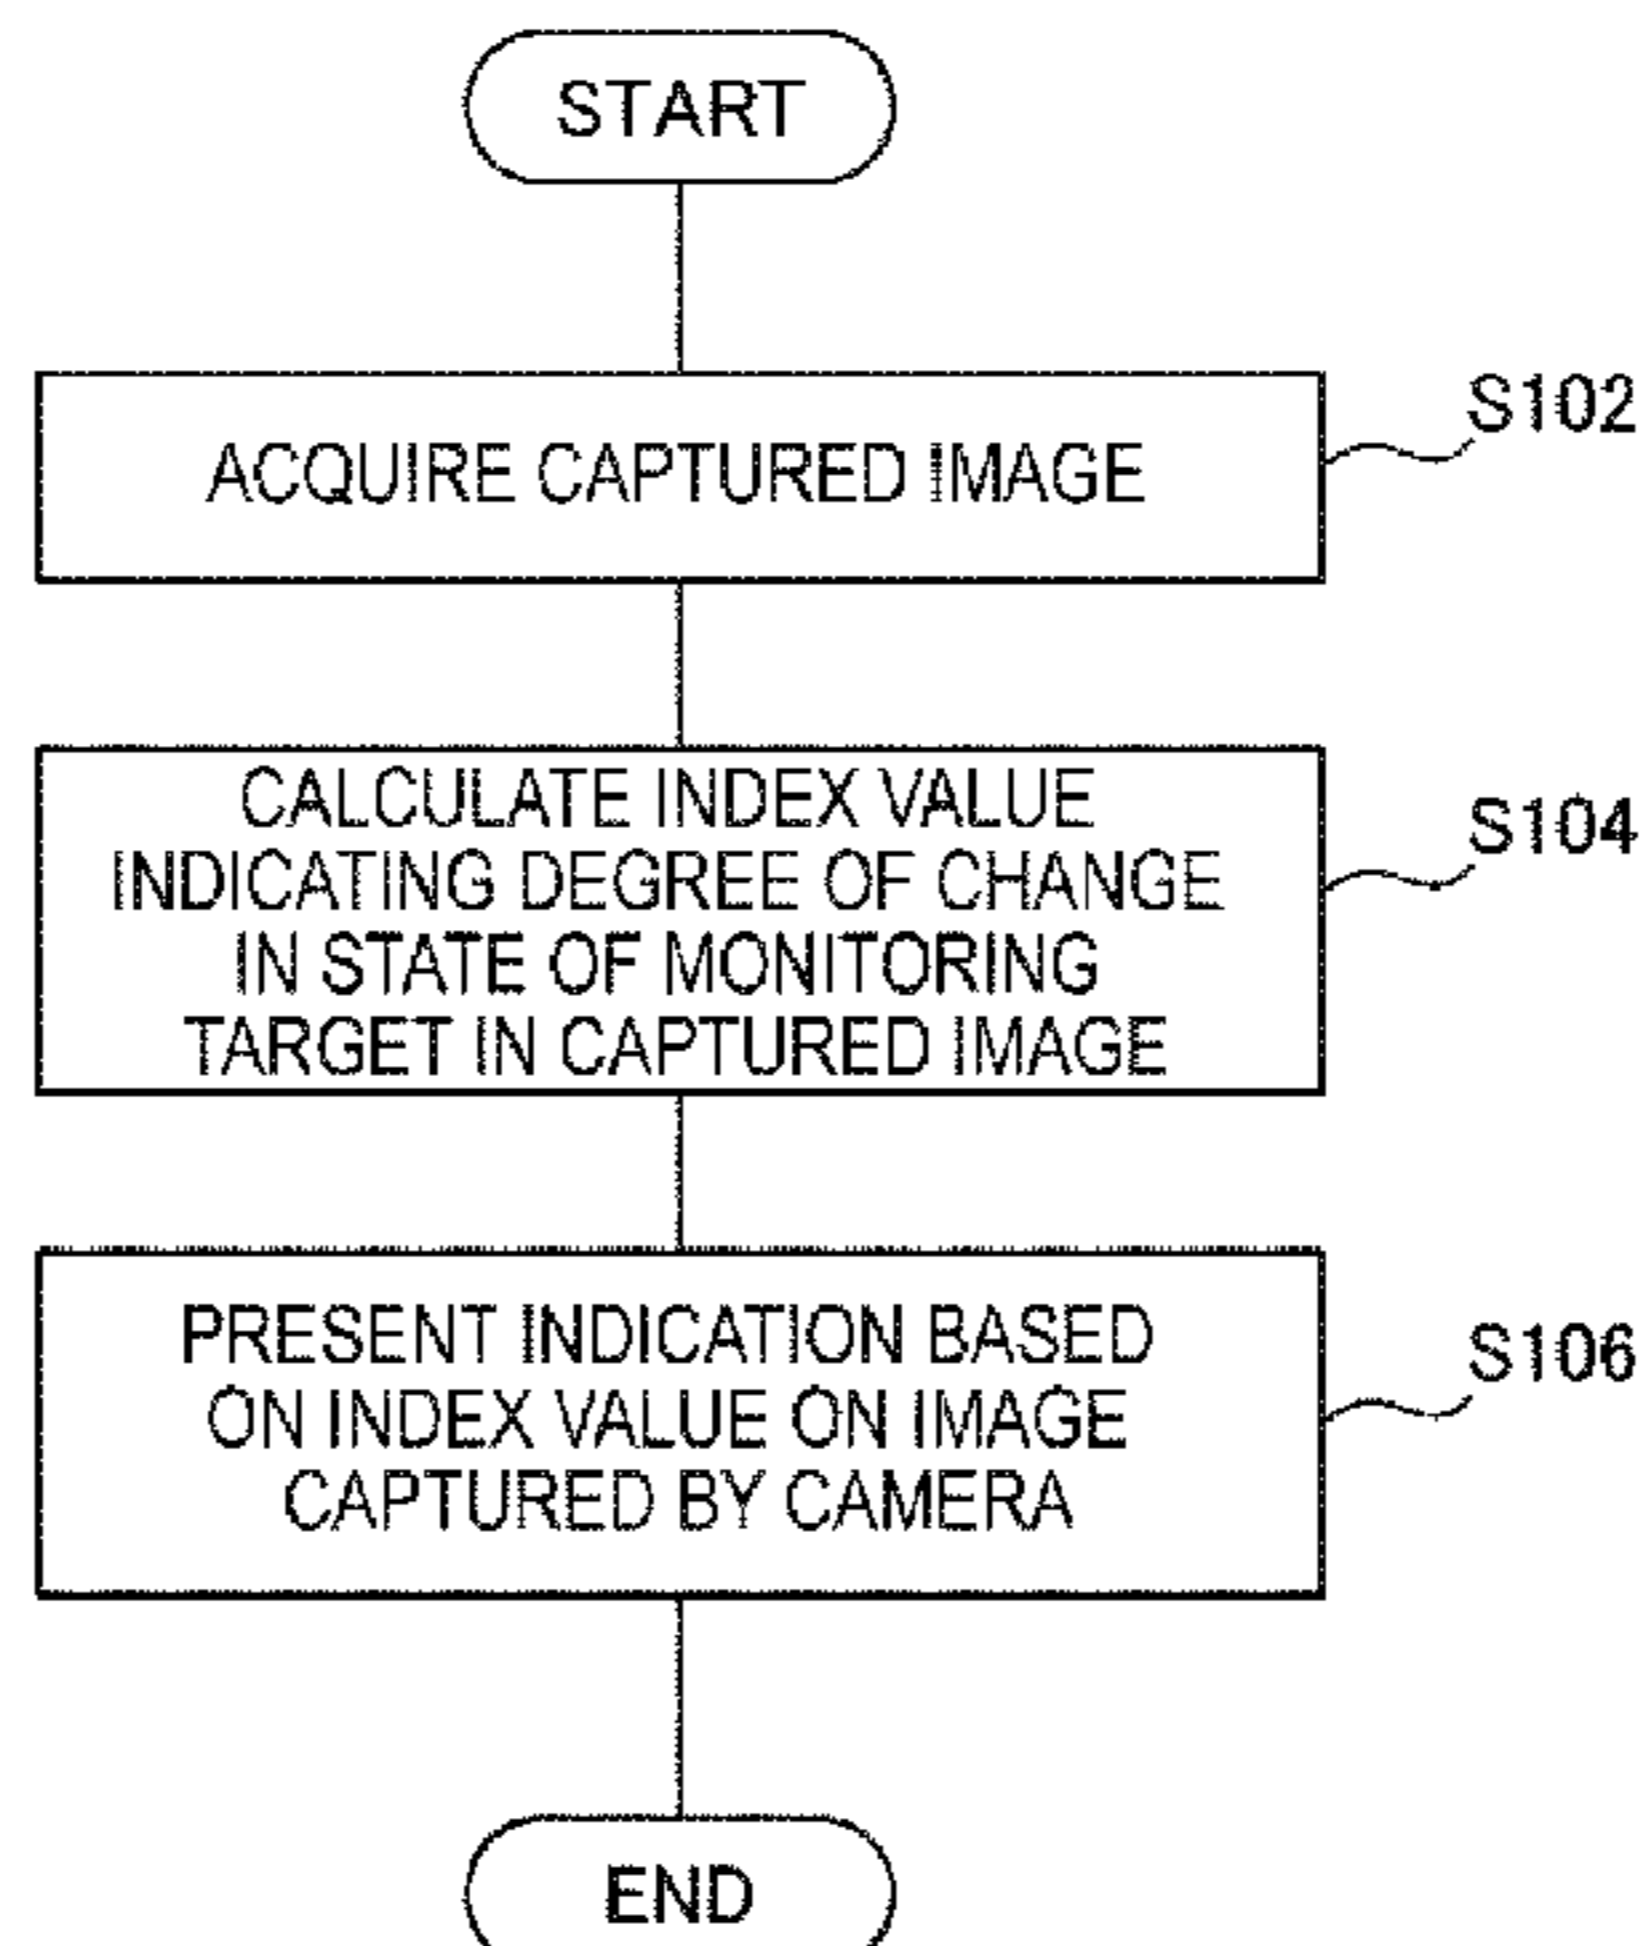 START
ACQUIRE CAPTURED IMAGE
S102
CALCULATE INDEX VALUE
INDICATING DEGREE OF CHANGE
IN STATE OF MONITORING
TARGET IN CAPTURED IMAGE
S104
PRESENT INDICATION BASED
ON INDEX VALUE ON IMAGE
CAPTURED BY CAMERA
S106
END